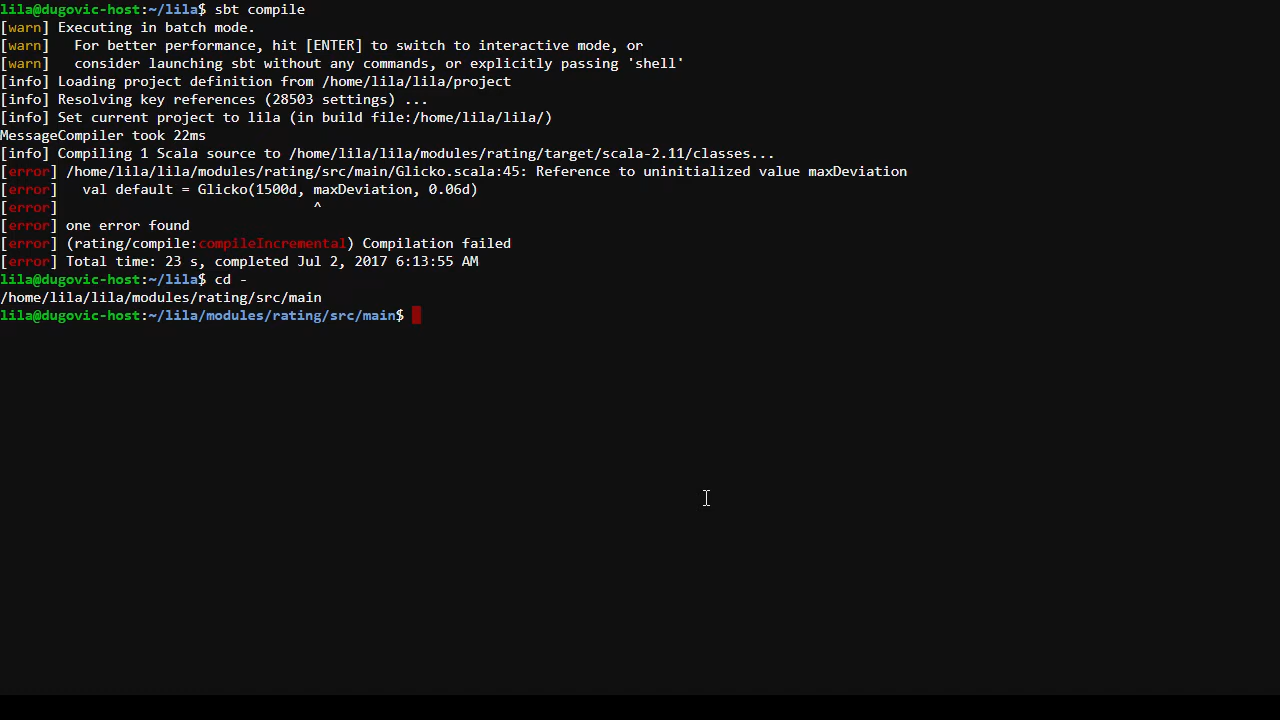 lila@dugovic-host:~/lila$ sbt compile
[warn] Executing in batch mode.
[warn]   For better performance, hit [ENTER] to switch to interactive mode, or
[warn]   consider launching sbt without any commands, or explicitly passing 'shell'
[info] Loading project definition from /home/lila/lila/project
[info] Resolving key references (28503 settings) ...
[info] Set current project to lila (in build file:/home/lila/lila/)
MessageCompiler took 22ms
[info] Compiling 1 Scala source to /home/lila/lila/modules/rating/target/scala-2.11/classes...
[error] /home/lila/lila/modules/rating/src/main/Glicko.scala:45: Reference to uninitialized value maxDeviation
[error]   val default = Glicko(1500d, maxDeviation, 0.06d)
[error]                               ^
[error] one error found
[error] (rating/compile:compileIncremental) Compilation failed
[error] Total time: 23 s, completed Jul 2, 2017 6:13:55 AM
lila@dugovic-host:~/lila$ cd -
/home/lila/lila/modules/rating/src/main
lila@dugovic-host:~/lila/modules/rating/src/main$